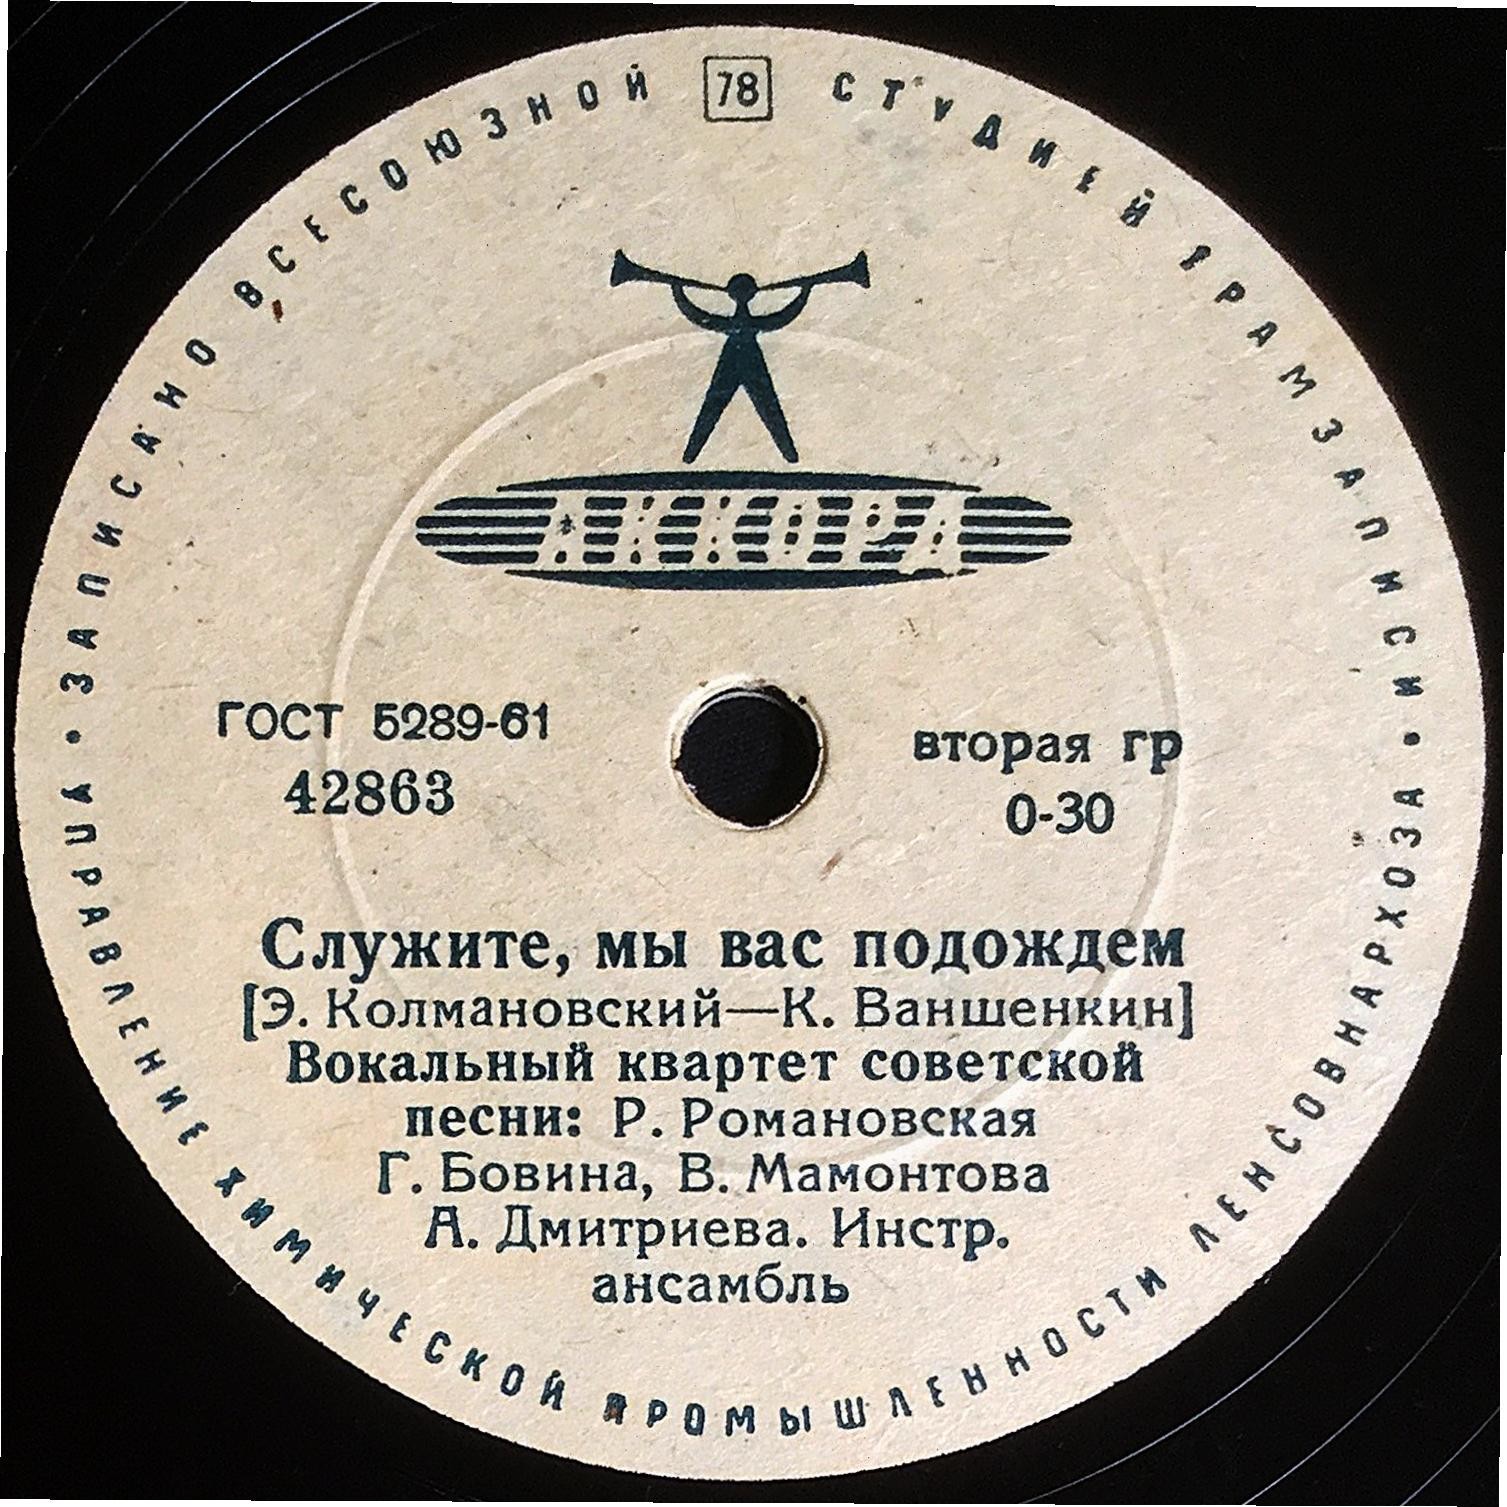 ЗАПИСАНО ВСЕСОЮЗНОЙ 78 СТУДИЕЙ ГРАМЗАПИСИ
АККОРД
ГОСТ 5289-61
42863
вторая гр
0-30
Служите, мы вас подождем
[Э. Колмановский—К. Ваншенкин]
Вокальный квартет советской
песни: Р. Романовская
Г. Бовина, В. Мамонтова
А. Дмитриева. Инстр.
ансамбль
УПРАВЛЕНИЕ ХИМИЧЕСКОЙ ПРОМЫШЛЕННОСТИ ЛЕНСОВНАРХОЗА